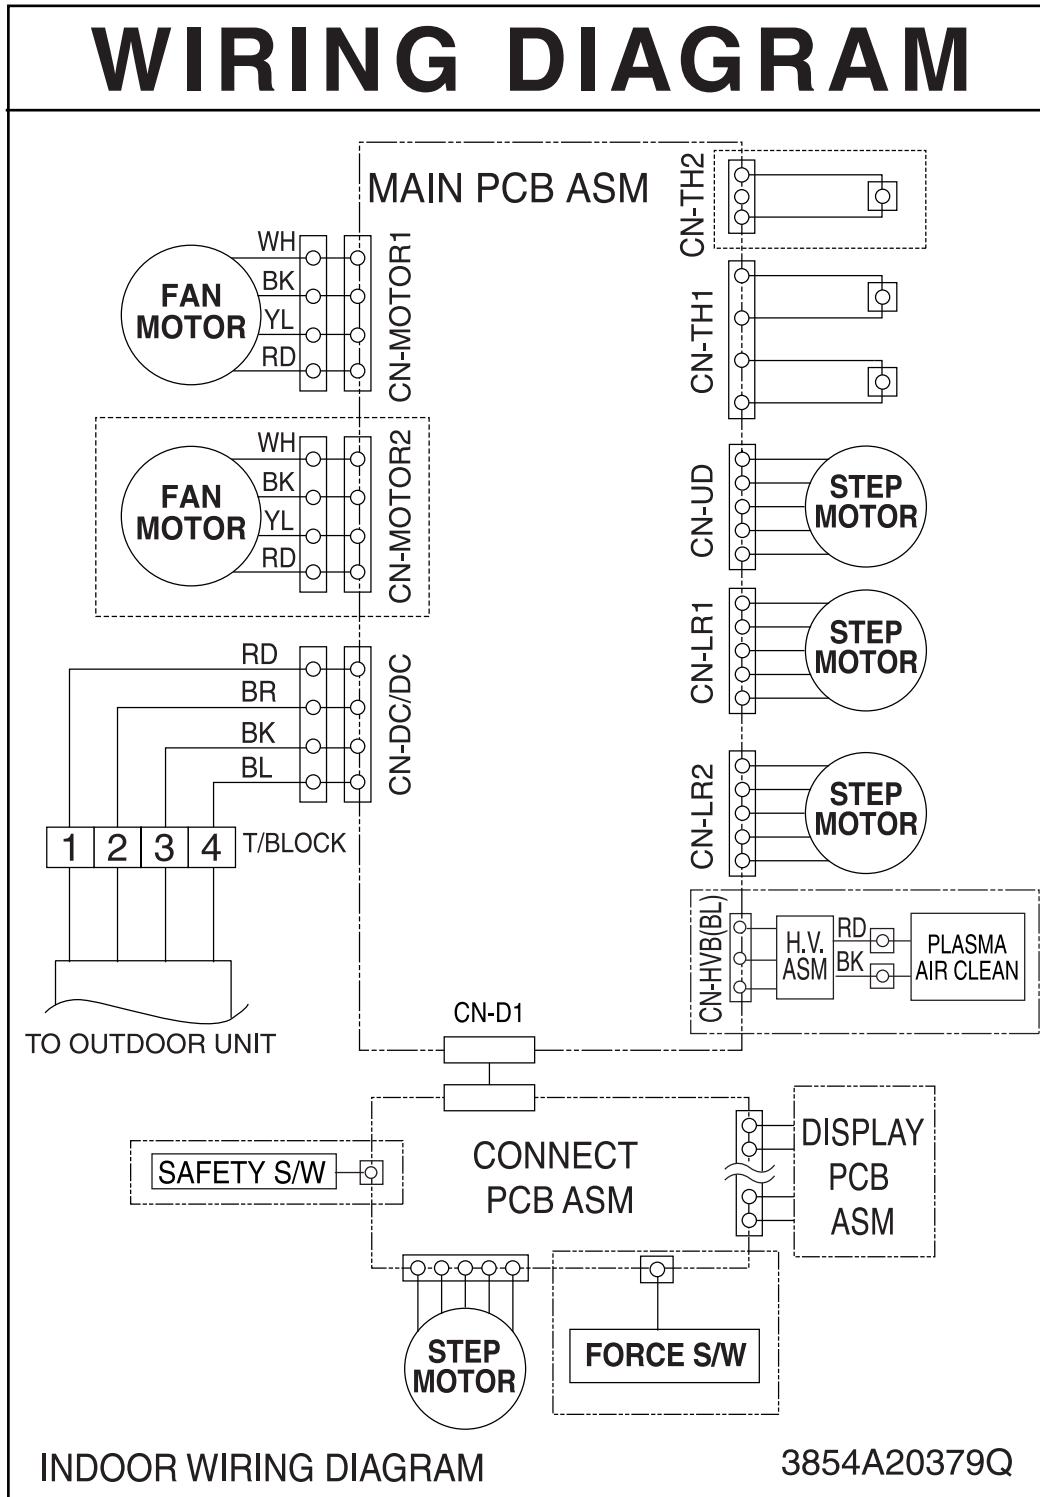 WIRING DIAGRAM
MAIN PCB ASM
CN-TH2
WH
BK
YL
RD
FAN
MOTOR
CN-MOTOR1
CN-TH1
WH
BK
YL
RD
FAN
MOTOR
CN-MOTOR2
CN-UD
STEP
MOTOR
CN-LR1
STEP
MOTOR
RD
BR
BK
BL
CN-DC/DC
1 2 3 4 T/BLOCK
CN-LR2
STEP
MOTOR
CN-HVB(BL)
H.V.
ASM
RD
BK
PLASMA
AIR CLEAN
TO OUTDOOR UNIT
CN-D1
SAFETY S/W
CONNECT
PCB ASM
DISPLAY
PCB
ASM
STEP
MOTOR
FORCE S/W
INDOOR WIRING DIAGRAM
3854A20379Q